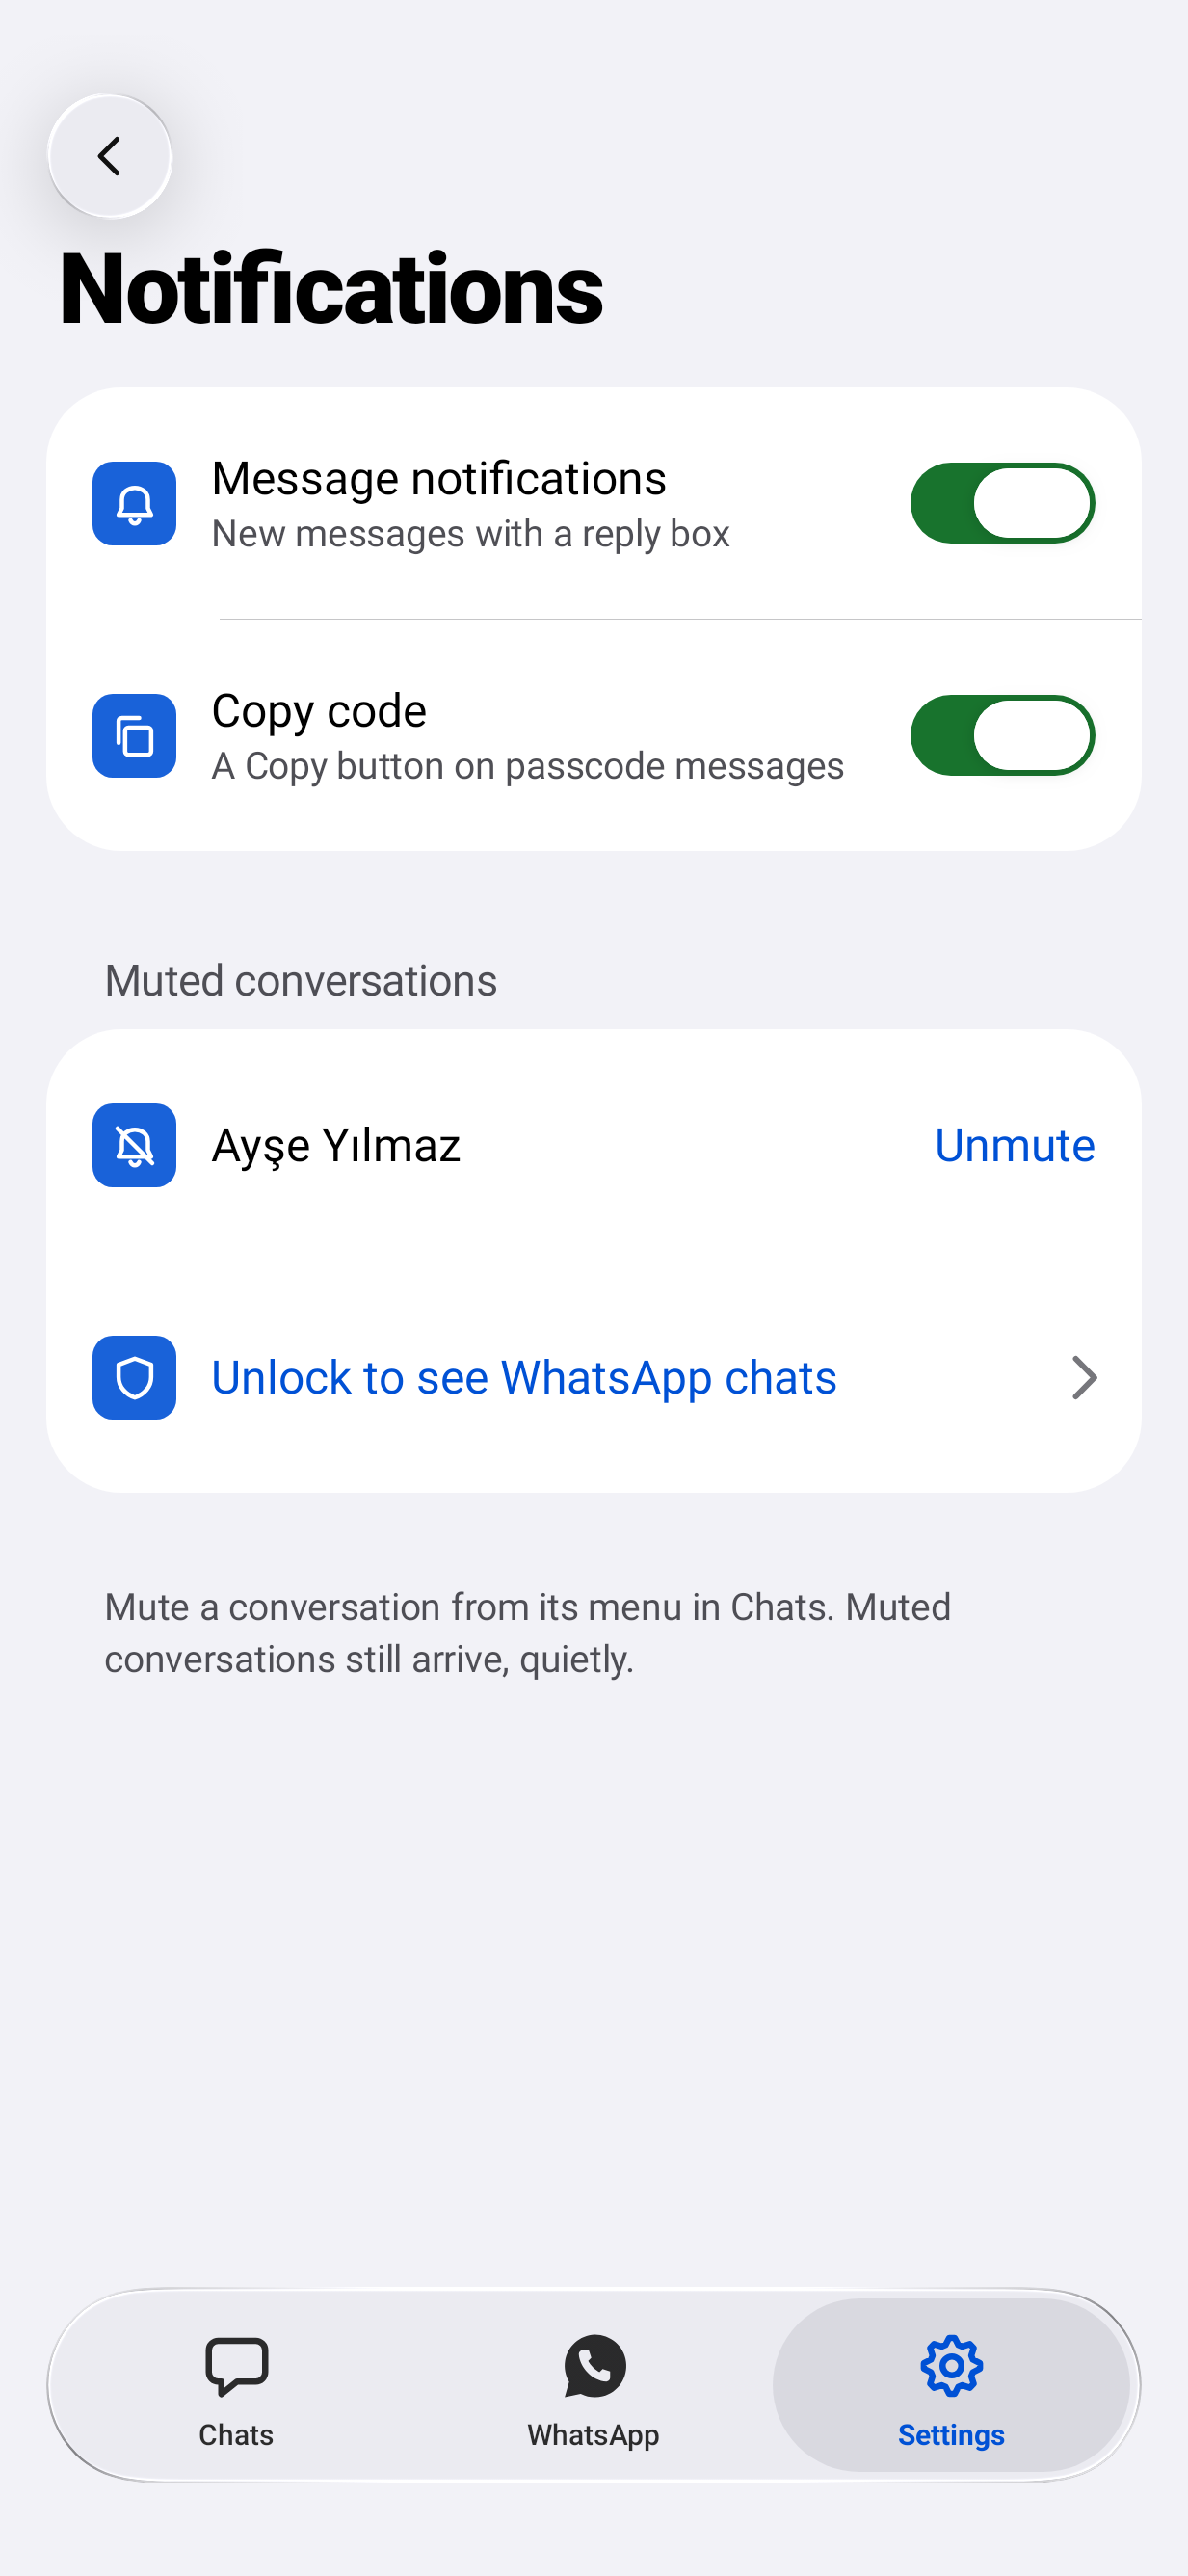 Notifications
Message notifications
New messages with a reply box
Copy code
A Copy button on passcode messages
Muted conversations
Ayşe Yılmaz
Unmute
Unlock to see WhatsApp chats
Mute a conversation from its menu in Chats. Muted
conversations still arrive, quietly.
Chats
WhatsApp
Settings